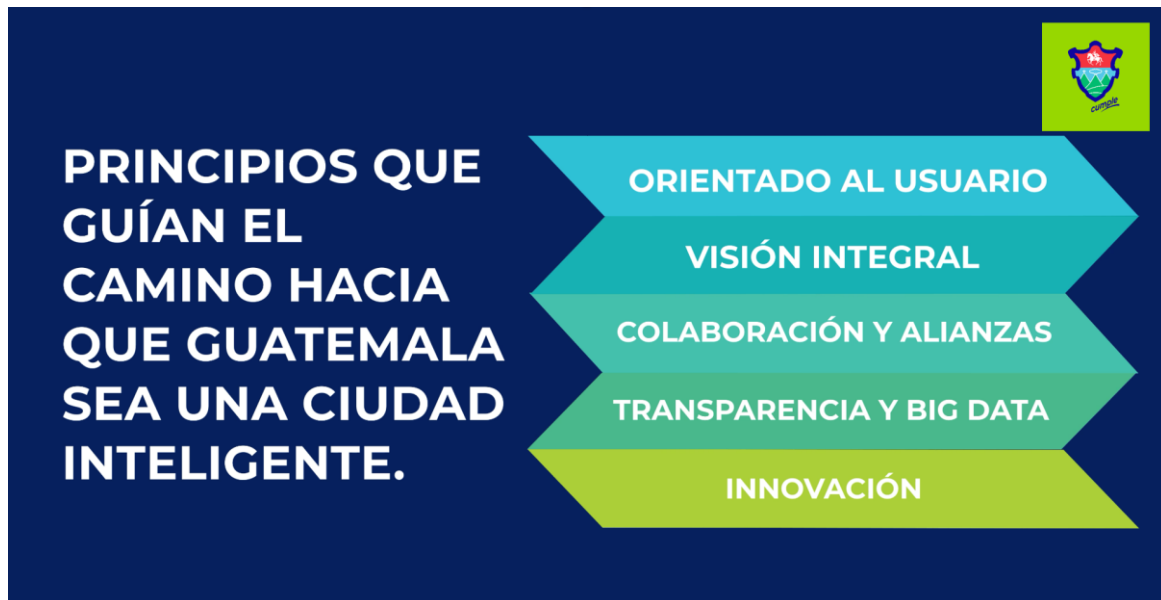 PRINCIPIOS QUE
GUÍAN EL
CAMINO HACIA
QUE GUATEMALA
SEA UNA CIUDAD
INTELIGENTE.
cumple
ORIENTADO AL USUARIO
VISIÓN INTEGRAL
COLABORACIÓN Y ALIANZAS
TRANSPARENCIA Y BIG DATA
INNOVACIÓN